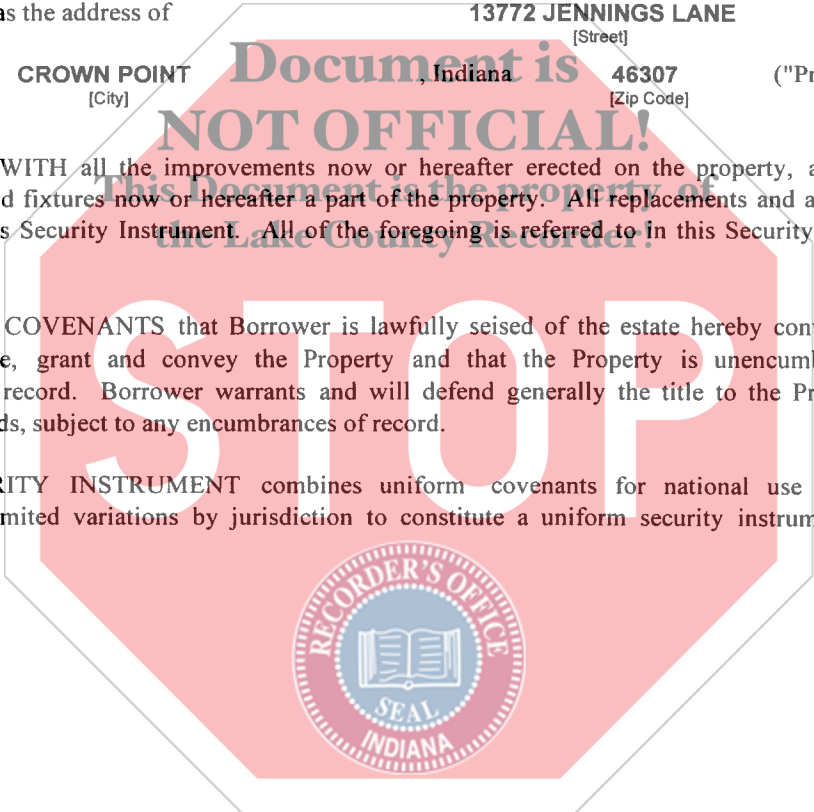 as the address of 13772 JENNINGS LANE
[Street]
CROWN POINT , Indiana 46307 ("Pr
[City] [Zip Code]
Document is
NOT OFFICIAL!
WITH all the improvements now or hereafter erected on the property, a
This Document is the property of
d fixtures now or hereafter a part of the property. All replacements and a
the Lake County Recorder!
s Security Instrument. All of the foregoing is referred to in this Security
COVENANTS that Borrower is lawfully seised of the estate hereby conv
e, grant and convey the Property and that the Property is unencumb
record. Borrower warrants and will defend generally the title to the Pr
ds, subject to any encumbrances of record.
STOP
RITY INSTRUMENT combines uniform covenants for national use
mited variations by jurisdiction to constitute a uniform security instrum
RECORDER'S OFFICE
SEAL
INDIANA